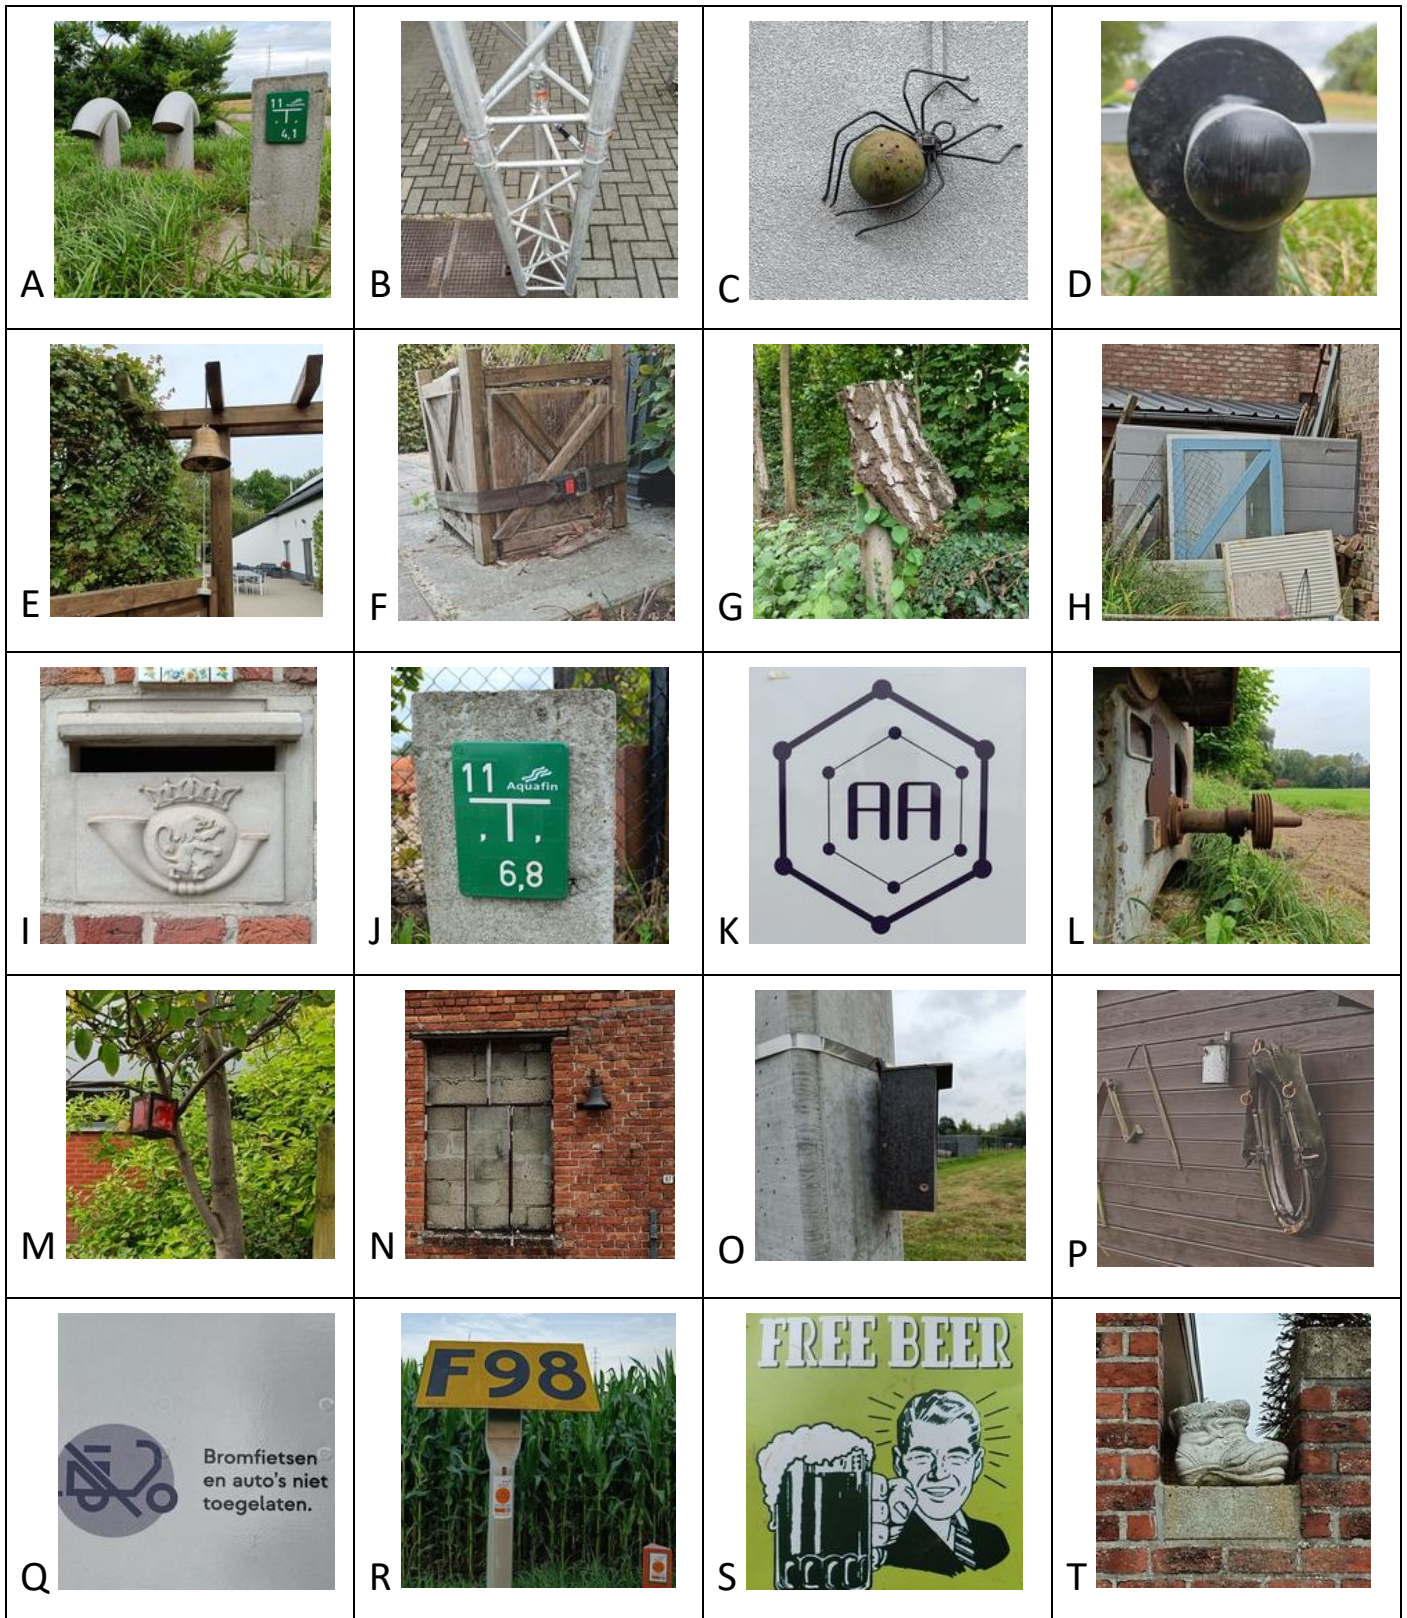 A
11
4,1
B
C
D
E
F
G
H
I
11 Aquafin
, ,
6,8
J
AA
K
L
M
N
O
P
Bromfietsen
en auto's niet
toegelaten.
Q
F98
R
FREE BEER
S
T